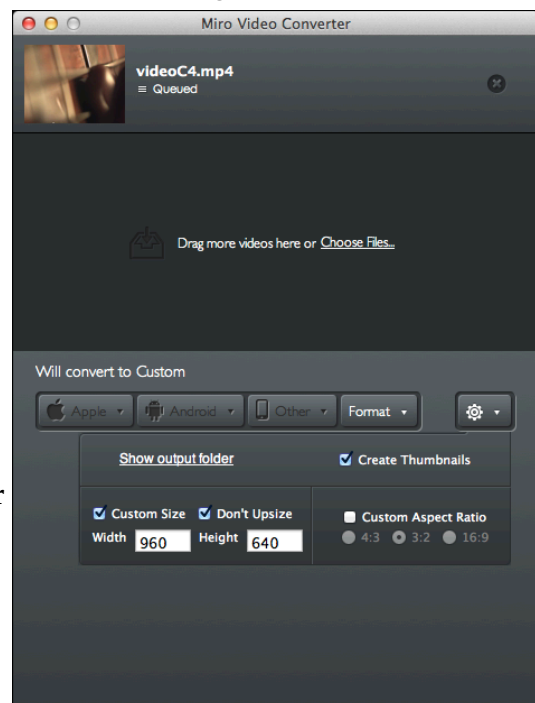 Miro Video Converter
videoC4.mp4
≡ Queued
Drag more videos here or Choose Files...
Will convert to Custom
Apple Android Other Format
Show output folder Create Thumbnails
r
Custom Size Don't Upsize Custom Aspect Ratio
Width 960 Height 640 4:3 3:2 16:9